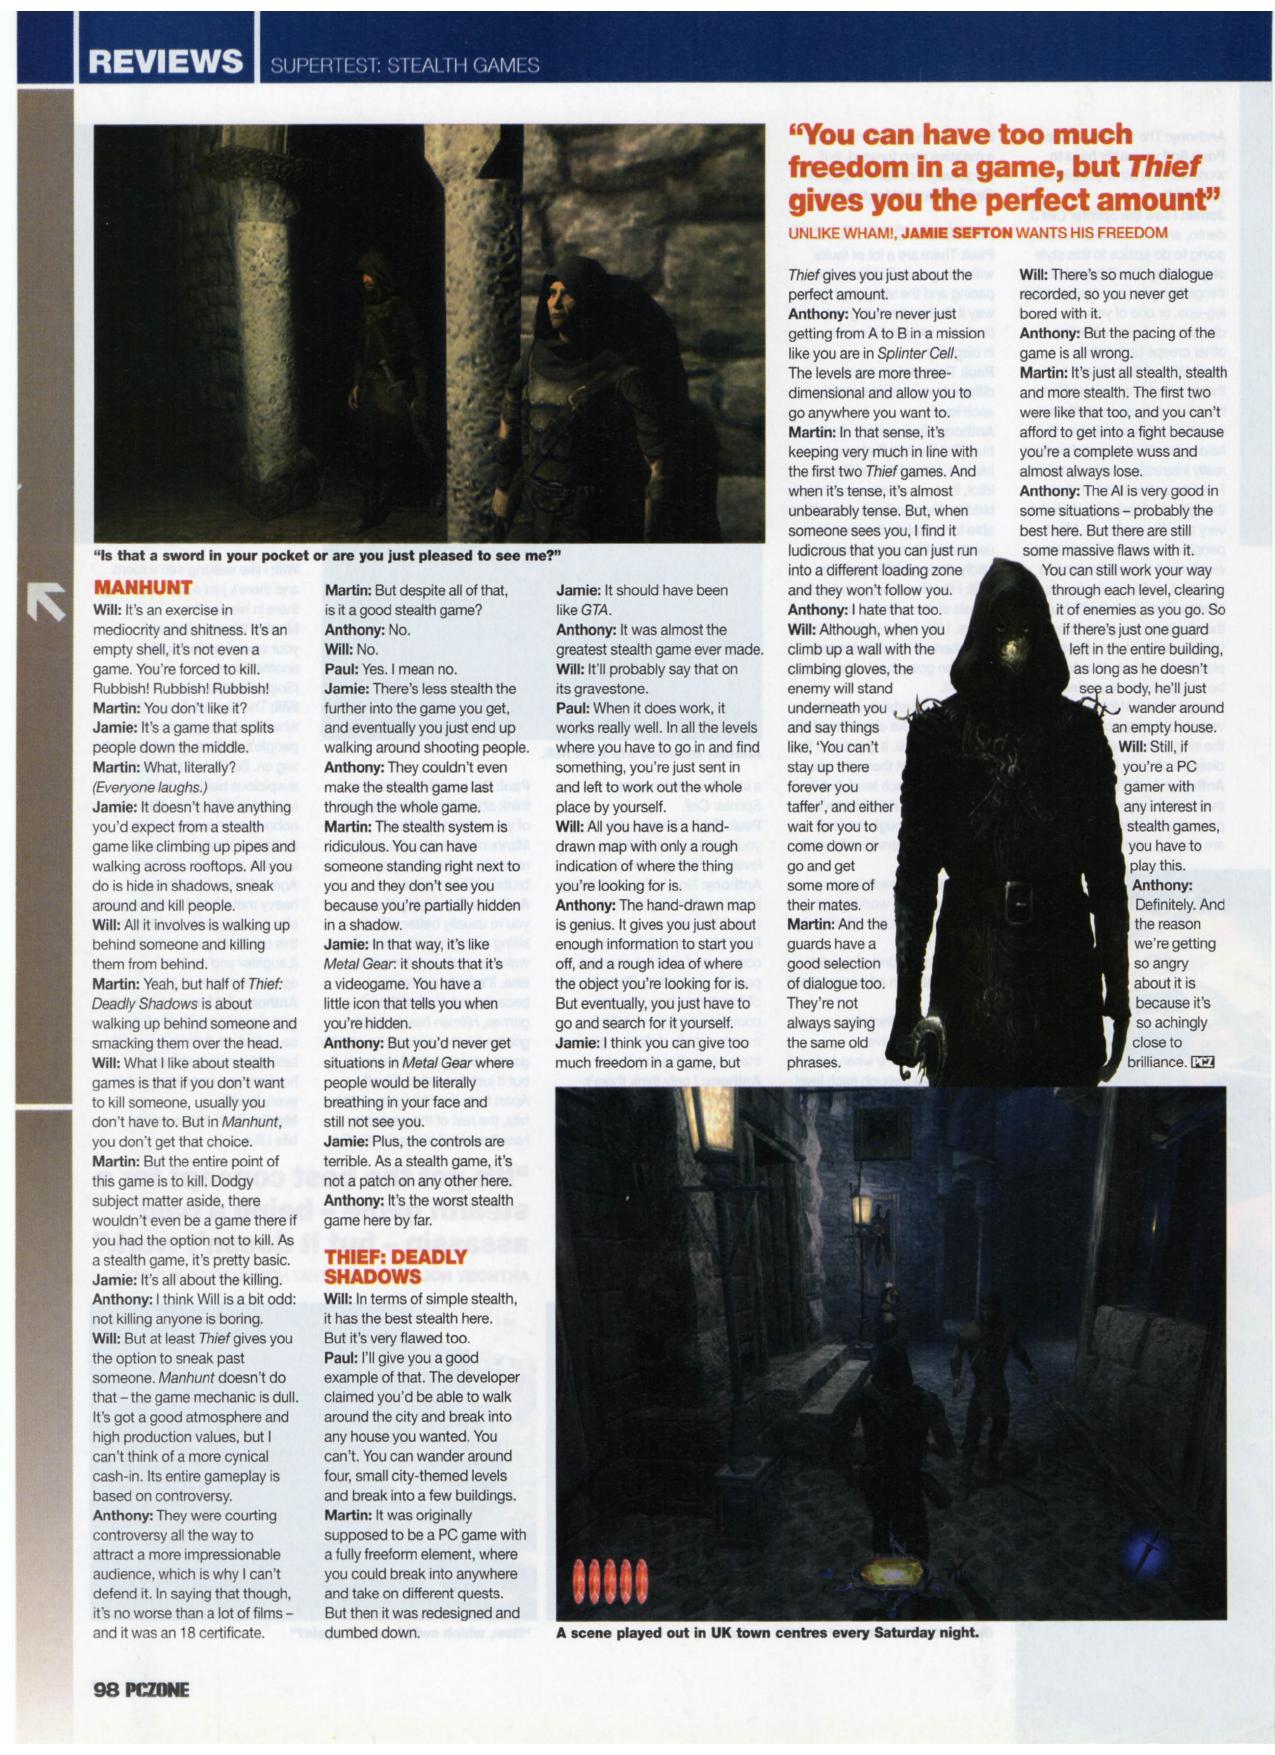 REVIEWS
SUPERTEST: STEALTH GAMES
“You can have too much
freedom in a game, but Thief
gives you the perfect amount”
UNLIKE WHAM!, JAMIE SEFTON WANTS HIS FREEDOM
“Is that a sword in your pocket or are you just pleased to see me?”
MANHUNT
Will: It's an exercise in
mediocrity and shitness. It's an
empty shell, it's not even a
game. You're forced to kill.
Rubbish! Rubbish! Rubbish!
Martin: You don't like it?
Jamie: It's a game that splits
people down the middle.
Martin: What, literally?
(Everyone laughs.)
Jamie: It doesn't have anything
you'd expect from a stealth
game like climbing up pipes and
walking across rooftops. All you
do is hide in shadows, sneak
around and kill people.
Will: All it involves is walking up
behind someone and killing
them from behind.
Martin: Yeah, but half of Thief:
Deadly Shadows is about
walking up behind someone and
smacking them over the head.
Will: What I like about stealth
games is that if you don't want
to kill someone, usually you
don't have to. But in Manhunt,
you don't get that choice.
Martin: But the entire point of
this game is to kill. Dodgy
subject matter aside, there
wouldn't even be a game there if
you had the option not to kill. As
a stealth game, it's pretty basic.
Jamie: It's all about the killing.
Anthony: I think Will is a bit odd:
not killing anyone is boring.
Will: But at least Thief gives you
the option to sneak past
someone. Manhunt doesn't do
that – the game mechanic is dull.
It's got a good atmosphere and
high production values, but I
can't think of a more cynical
cash-in. Its entire gameplay is
based on controversy.
Anthony: They were courting
controversy all the way to
attract a more impressionable
audience, which is why I can't
defend it. In saying that though,
it's no worse than a lot of films –
and it was an 18 certificate.
Martin: But despite all of that,
is it a good stealth game?
Anthony: No.
Will: No.
Paul: Yes. I mean no.
Jamie: There's less stealth the
further into the game you get,
and eventually you just end up
walking around shooting people.
Anthony: They couldn't even
make the stealth game last
through the whole game.
Martin: The stealth system is
ridiculous. You can have
someone standing right next to
you and they don't see you
because you're partially hidden
in a shadow.
Jamie: In that way, it's like
Metal Gear: it shouts that it's
a videogame. You have a
little icon that tells you when
you're hidden.
Anthony: But you'd never get
situations in Metal Gear where
people would be literally
breathing in your face and
still not see you.
Jamie: Plus, the controls are
terrible. As a stealth game, it's
not a patch on any other here.
Anthony: It's the worst stealth
game here by far.
THIEF: DEADLY
SHADOWS
Will: In terms of simple stealth,
it has the best stealth here.
But it's very flawed too.
Paul: I'll give you a good
example of that. The developer
claimed you'd be able to walk
around the city and break into
any house you wanted. You
can't. You can wander around
four, small city-themed levels
and break into a few buildings.
Martin: It was originally
supposed to be a PC game with
a fully freeform element, where
you could break into anywhere
and take on different quests.
But then it was redesigned and
dumbed down.
Jamie: It should have been
like GTA.
Anthony: It was almost the
greatest stealth game ever made.
Will: It'll probably say that on
its gravestone.
Paul: When it does work, it
works really well. In all the levels
where you have to go in and find
something, you're just sent in
and left to work out the whole
place by yourself.
Will: All you have is a hand-
drawn map with only a rough
indication of where the thing
you're looking for is.
Anthony: The hand-drawn map
is genius. It gives you just about
enough information to start you
off, and a rough idea of where
the object you're looking for is.
But eventually, you just have to
go and search for it yourself.
Jamie: I think you can give too
much freedom in a game, but
Thief gives you just about the
perfect amount.
Anthony: You're never just
getting from A to B in a mission
like you are in Splinter Cell.
The levels are more three-
dimensional and allow you to
go anywhere you want to.
Martin: In that sense, it's
keeping very much in line with
the first two Thief games. And
when it's tense, it's almost
unbearably tense. But, when
someone sees you, I find it
ludicrous that you can just run
into a different loading zone
and they won't follow you.
Anthony: I hate that too.
Will: Although, when you
climb up a wall with the
climbing gloves, the
enemy will stand
underneath you
and say things
like, ‘You can't
stay up there
forever you
taffer’, and either
wait for you to
come down or
go and get
some more of
their mates.
Martin: And the
guards have a
good selection
of dialogue too.
They're not
always saying
the same old
phrases.
Will: There's so much dialogue
recorded, so you never get
bored with it.
Anthony: But the pacing of the
game is all wrong.
Martin: It's just all stealth, stealth
and more stealth. The first two
were like that too, and you can't
afford to get into a fight because
you're a complete wuss and
almost always lose.
Anthony: The AI is very good in
some situations – probably the
best here. But there are still
some massive flaws with it.
You can still work your way
through each level, clearing
it of enemies as you go. So
if there's just one guard
left in the entire building,
as long as he doesn't
see a body, he'll just
wander around
an empty house.
Will: Still, if
you're a PC
gamer with
any interest in
stealth games,
you have to
play this.
Anthony:
Definitely. And
the reason
we're getting
so angry
about it is
because it's
so achingly
close to
brilliance. PCZ
A scene played out in UK town centres every Saturday night.
98 PCZONE